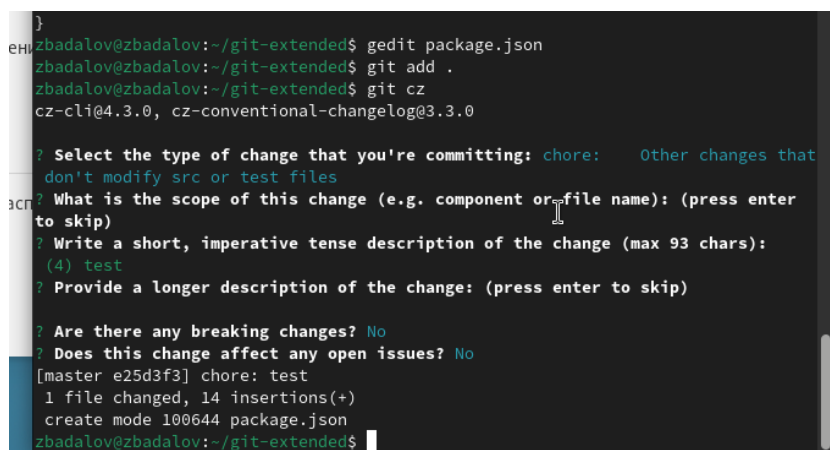 }
zbadalov@zbadalov:~/git-extended$ gedit package.json
zbadalov@zbadalov:~/git-extended$ git add .
zbadalov@zbadalov:~/git-extended$ git cz
cz-cli@4.3.0, cz-conventional-changelog@3.3.0
? Select the type of change that you're committing: chore:    Other changes that
don't modify src or test files
? What is the scope of this change (e.g. component or file name): (press enter
to skip)
? Write a short, imperative tense description of the change (max 93 chars):
(4) test
? Provide a longer description of the change: (press enter to skip)
? Are there any breaking changes? No
? Does this change affect any open issues? No
[master e25d3f3] chore: test
1 file changed, 14 insertions(+)
create mode 100644 package.json
zbadalov@zbadalov:~/git-extended$